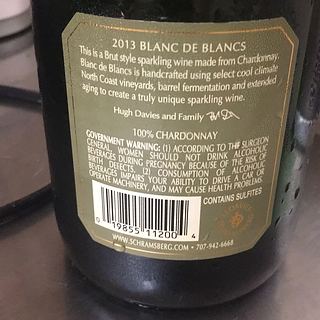 2013 BLANC DE BLANCS
This is a Brut style sparkling wine made from Chardonnay.
Blanc de Blancs is handcrafted using select cool climate
North Coast vineyards, barrel fermentation and extended
aging to create a truly unique sparkling wine.
Hugh Davies and Family
100% CHARDONNAY
GOVERNMENT WARNING: (1) ACCORDING TO THE SURGEON
GENERAL, WOMEN SHOULD NOT DRINK ALCOHOLIC
BEVERAGES DURING PREGNANCY BECAUSE OF THE RISK OF
BIRTH DEFECTS. (2) CONSUMPTION OF ALCOHOLIC
BEVERAGES IMPAIRS YOUR ABILITY TO DRIVE A CAR OR
OPERATE MACHINERY, AND MAY CAUSE HEALTH PROBLEMS.
CONTAINS SULFITES
0 19855 11200 4
WWW.SCHRAMSBERG.COM • 707-942-6668